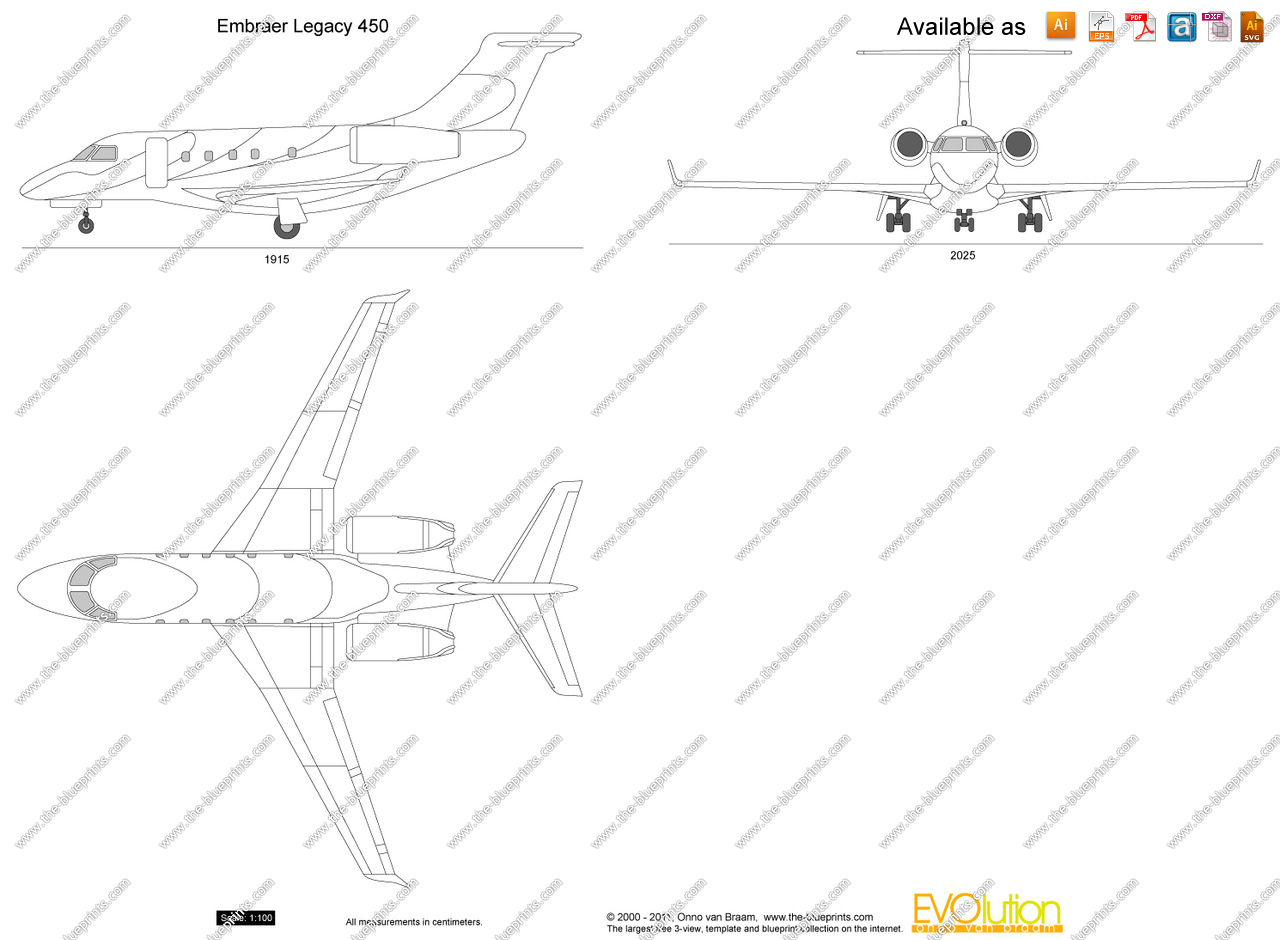 Embraer Legacy 450
Available as
Ai
EPS
PDF
a
DXF
Ai
SVG
1915
2025
www.the-blueprints.com
Scale: 1:100
All measurements in centimeters.
© 2000 - Onno van Braam, www.the-blueprints.com
The largest free 3-view, template and blueprint collection on the internet.
EVOlution
onno van braam